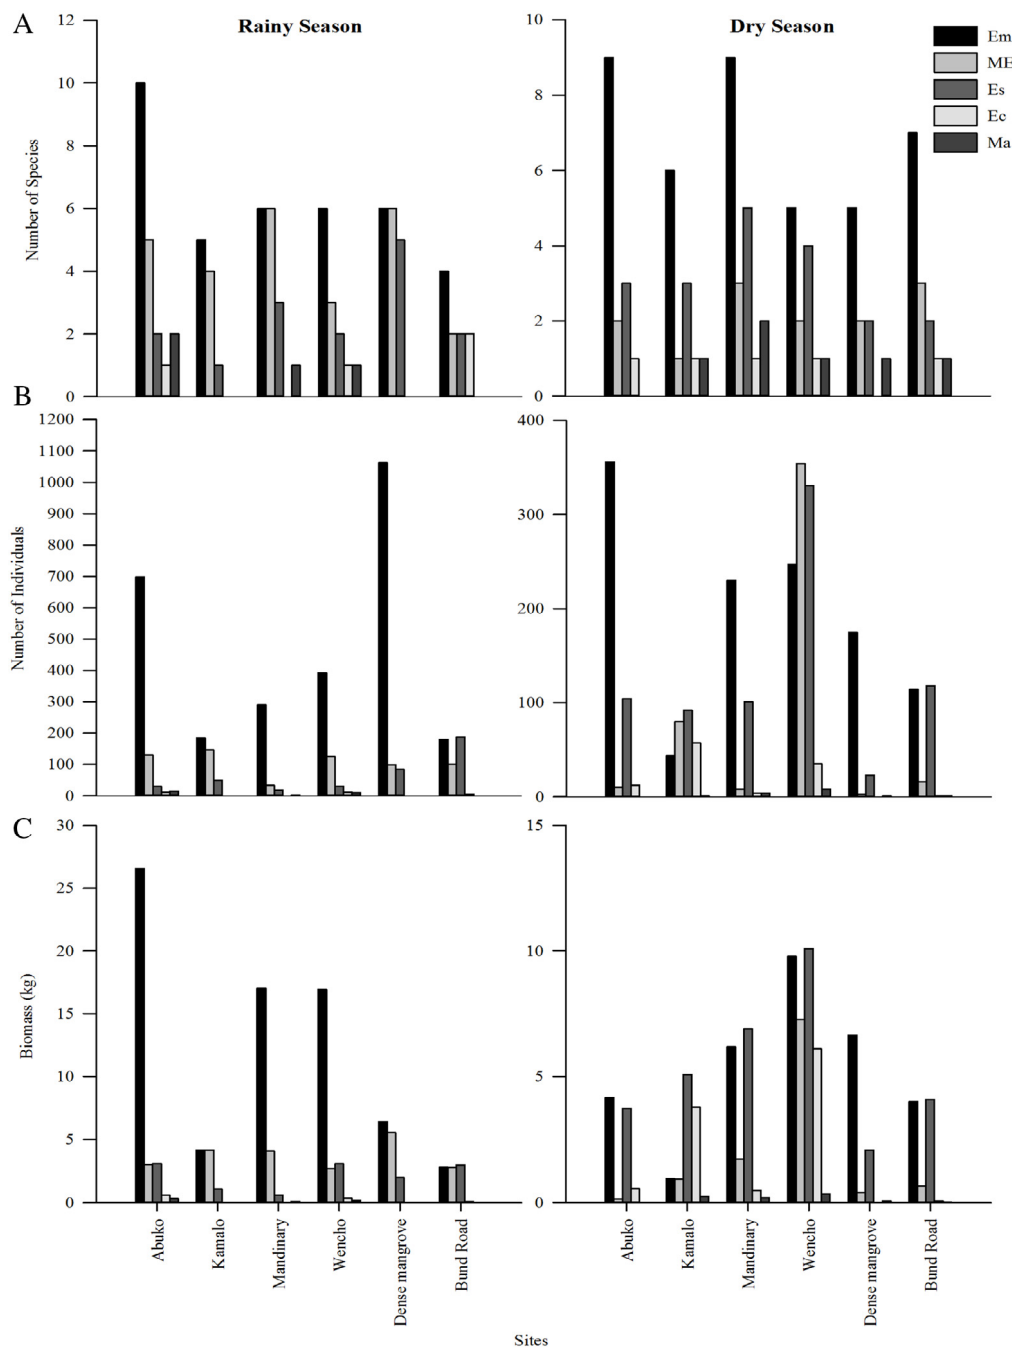 A
Rainy Season
Dry Season
Em
ME
Es
Ec
Ma
Number of Species
12
10
8
6
4
2
0
10
8
6
4
2
0
B
Number of Individuals
1200
1100
1000
900
800
700
600
500
400
300
200
100
0
400
300
200
100
0
C
Biomass (kg)
30
25
20
15
10
5
0
15
10
5
0
Abuko
Kamalo
Mandinary
Wencho
Dense mangrove
Bund Road
Abuko
Kamalo
Mandinary
Wencho
Dense mangrove
Bund Road
Sites